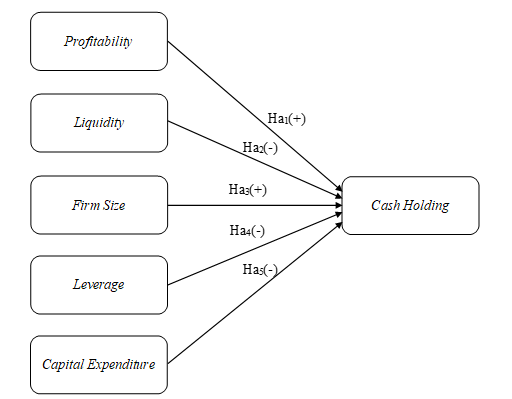 Profitability
Ha1(+)
Liquidity
Ha2(-)
Firm Size
Ha3(+)
Cash Holding
Ha4(-)
Leverage
Ha5(-)
Capital Expenditure